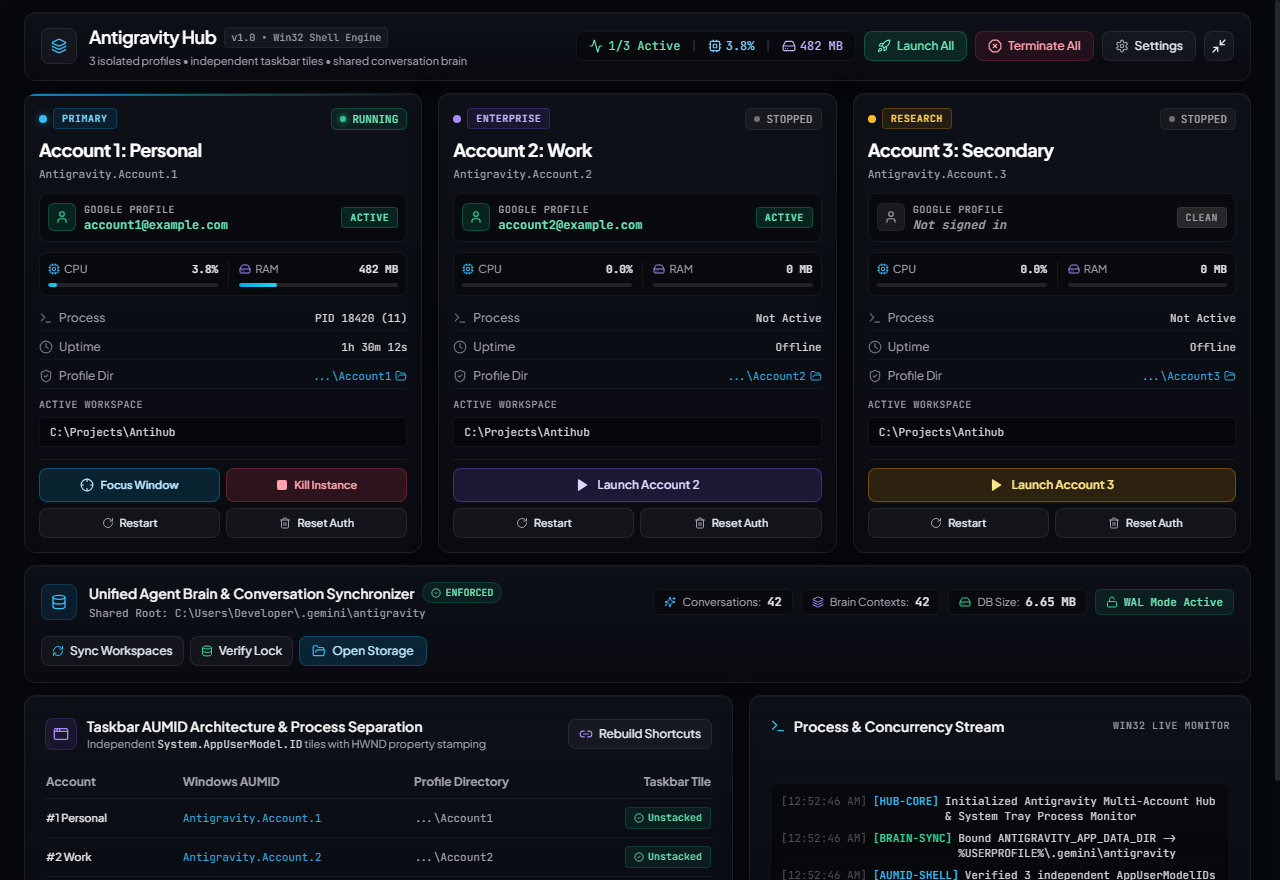 Antigravity Hub
v1.0 • Win32 Shell Engine
3 isolated profiles • independent taskbar tiles • shared conversation brain
1/3 Active
3.8%
482 MB
Launch All
Terminate All
Settings
PRIMARY
RUNNING
Account 1: Personal
Antigravity.Account.1
GOOGLE PROFILE
account1@example.com
ACTIVE
CPU 3.8%
RAM 482 MB
Process PID 18420 (11)
Uptime 1h 30m 12s
Profile Dir ...\Account1
ACTIVE WORKSPACE
C:\Projects\Antihub
Focus Window
Kill Instance
Restart
Reset Auth
ENTERPRISE
STOPPED
Account 2: Work
Antigravity.Account.2
GOOGLE PROFILE
account2@example.com
ACTIVE
CPU 0.0%
RAM 0 MB
Process Not Active
Uptime Offline
Profile Dir ...\Account2
ACTIVE WORKSPACE
C:\Projects\Antihub
Launch Account 2
Restart
Reset Auth
RESEARCH
STOPPED
Account 3: Secondary
Antigravity.Account.3
GOOGLE PROFILE
Not signed in
CLEAN
CPU 0.0%
RAM 0 MB
Process Not Active
Uptime Offline
Profile Dir ...\Account3
ACTIVE WORKSPACE
C:\Projects\Antihub
Launch Account 3
Restart
Reset Auth
Unified Agent Brain & Conversation Synchronizer
ENFORCED
Shared Root: C:\Users\Developer\.gemini\antigravity
Conversations: 42
Brain Contexts: 42
DB Size: 6.65 MB
WAL Mode Active
Sync Workspaces
Verify Lock
Open Storage
Taskbar AUMID Architecture & Process Separation
Independent System.AppUserModel.ID tiles with HWND property stamping
Rebuild Shortcuts
Account Windows AUMID Profile Directory Taskbar Tile
#1 Personal Antigravity.Account.1 ...\Account1 Unstacked
#2 Work Antigravity.Account.2 ...\Account2 Unstacked
Process & Concurrency Stream
WIN32 LIVE MONITOR
[12:52:46 AM] [HUB-CORE] Initialized Antigravity Multi-Account Hub
& System Tray Process Monitor
[12:52:46 AM] [BRAIN-SYNC] Bound ANTIGRAVITY_APP_DATA_DIR →
%USERPROFILE%\.gemini\antigravity
[12:52:46 AM] [AUMID-SHELL] Verified 3 independent AppUserModelIDs